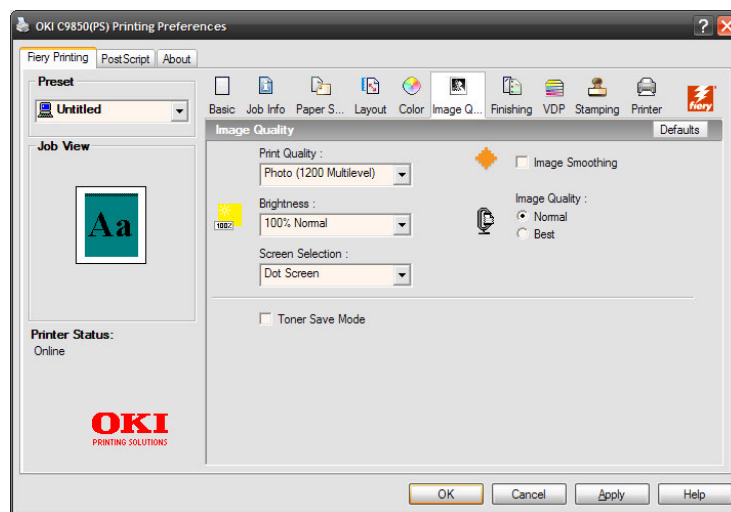 OKI C9850(PS) Printing Preferences
Fiery Printing
PostScript
About
Preset
Untitled
Job View
Aa
Printer Status:
Online
OKI
PRINTING SOLUTIONS
Basic
Job Info
Paper S...
Layout
Color
Image Q...
Finishing
VDP
Stamping
Printer
fiery
Image Quality
Defaults
Print Quality :
Photo (1200 Multilevel)
Image Smoothing
Brightness :
100%
100% Normal
Image Quality :
Normal
Best
Screen Selection :
Dot Screen
Toner Save Mode
OK
Cancel
Apply
Help